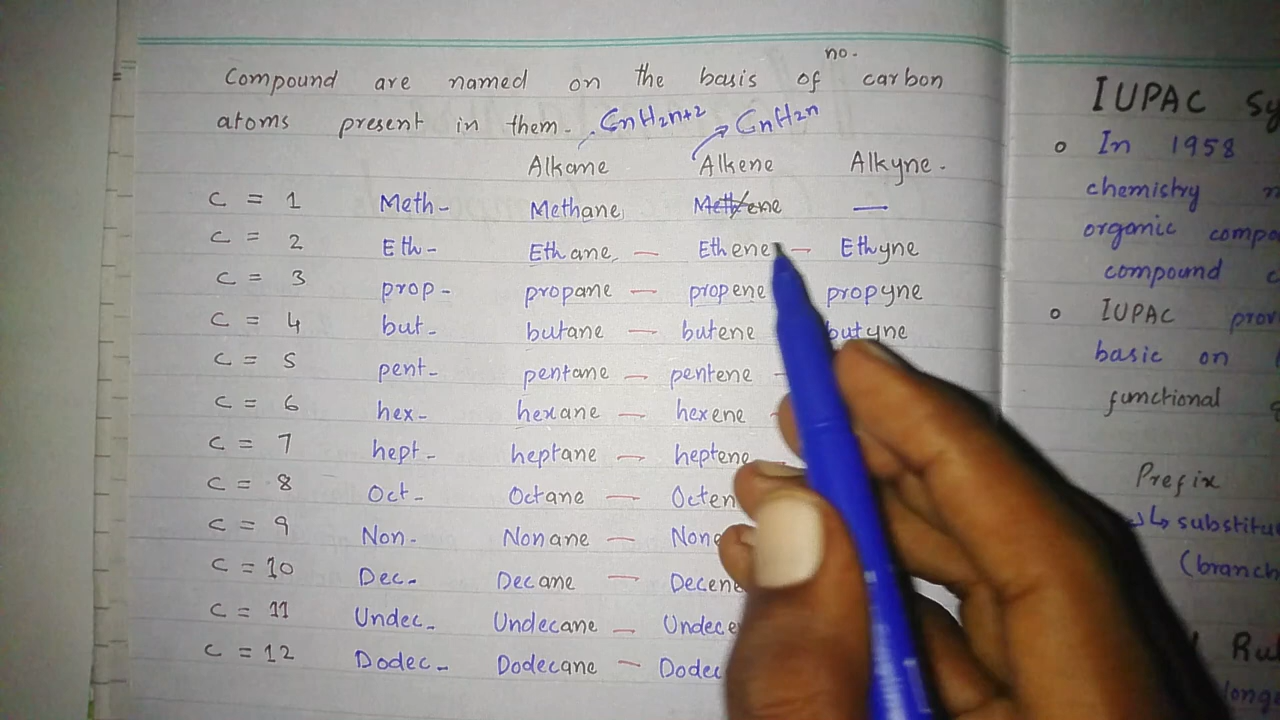 Compound are named on the basis of no. carbon
atoms present in them. CnH2n+2 CnH2n
Alkane Alkene Alkyne.
C = 1 Meth- Methane Methene —
C = 2 Eth- Ethane — Ethene — Ethyne
C = 3 prop- propane — propene propyne
C = 4 but- butane — butene butyne
C = 5 pent- pentane — pentene -
C = 6 hex- hexane — hexene -
C = 7 hept- heptane — heptene
C = 8 Oct- Octane — Octen
C = 9 Non- Nonane — None
C = 10 Dec- Decane — Decene
C = 11 Undec- Undecane — Undece
C = 12 Dodec- Dodecane — Dodec
IUPAC Sy
In 1958
chemistry
organic compo
compound
IUPAC prov
basic on
functional
Prefix
↳ substitu
(branch
Ru
long